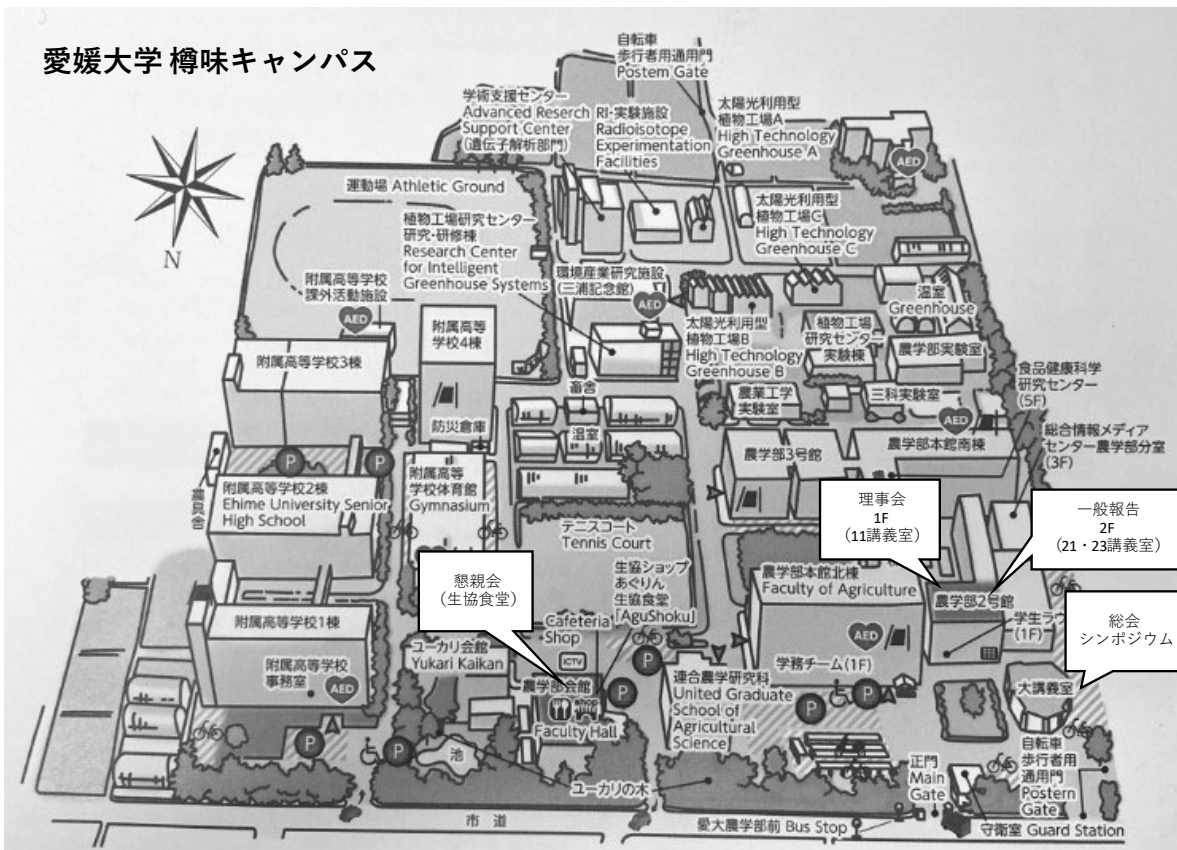 愛媛大学 樽味キャンパス
自転車
歩行者用通用門
Postem Gate
学術支援センター
Advanced Reserch
Support Center
(遺伝子解析部門)
RI・実験施設
Radioisotope
Experimentation
Facilities
太陽光利用型
植物工場A
High Technology
Greenhouse A
AED
N
運動場 Athletic Ground
植物工場研究センター
研究・研修棟
Research Center
for Intelligent
Greenhouse Systems
太陽光利用型
植物工場C
High Technology
Greenhouse C
環境産業研究施設
(三浦記念館)
AED
附属高等学校
課外活動施設
AED
附属高等
学校4棟
温室
Greenhouse
太陽光利用型
植物工場B
High Technology
Greenhouse B
植物工場
研究センター
実験棟
農学部実験室
附属高等学校3棟
畜舎
農業工学
実験室
三科実験室
AED
食品健康科学
研究センター
(5F)
防災倉庫
温室
農学部3号館
農学部本館南棟
総合情報メディア
センター農学部分室
(3F)
P
P
附属高等学校2棟
Ehime University Senior
High School
附属高等
学校体育館
Gymnasium
理事会
1F
(11講義室)
一般報告
2F
(21・23講義室)
テニスコート
Tennis Court
懇親会
(生協食堂)
生協ショップ
あぐりん
生協食堂
「AguShoku」
農学部本館北棟
Faculty of Agriculture
農学部2号館
学生ラウ
(1F)
総会
シンポジウム
附属高等学校1棟
Cafeteria
Shop
iCTV
AED
ユーカリ会館
Yukari Kaikan
学務チーム(1F)
附属高等学校
事務室
AED
農学部会館
SHOP
Faculty Hall
P
P
連合農学研究科
United Graduate
School of
Agricultural
Science
P
P
大講義室
P
P
池
ユーカリの木
正門
Main
Gate
自転車
歩行者用
通用門
Postern
Gate
市 道
愛大農学部前 Bus Stop
守衛室 Guard Station